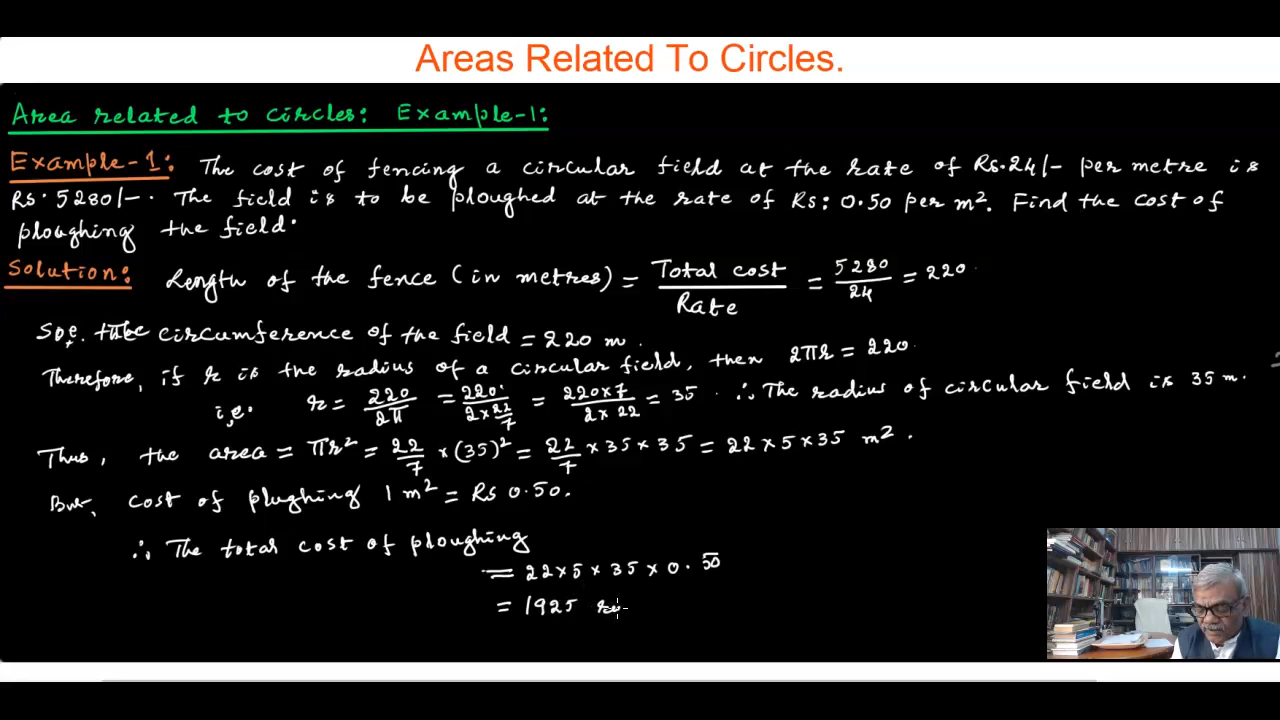 Areas Related To Circles.
Area related to circles: Example-1:
Example-1: The cost of fencing a circular field at the rate of Rs.24/- per metre is
Rs. 5280/-. The field is to be ploughed at the rate of Rs: 0.50 per m². Find the cost of
ploughing the field.
Solution: Length of the fence (in metres) = Total cost / Rate = 5280 / 24 = 220
the circumference of the field = 220 m.
Therefore, if r is the radius of a circular field, then 2πr = 220.
i.e. r = 220 / 2π = 220 / 2 × 22/7 = 220×7 / 2×22 = 35 . ∴ The radius of circular field is 35 m.
Thus, the area = πr² = 22/7 × (35)² = 22/7 × 35 × 35 = 22 × 5 × 35 m².
But, cost of plughing 1 m² = Rs 0.50.
∴ The total cost of ploughing
= 22×5×35×0.50
= 1925